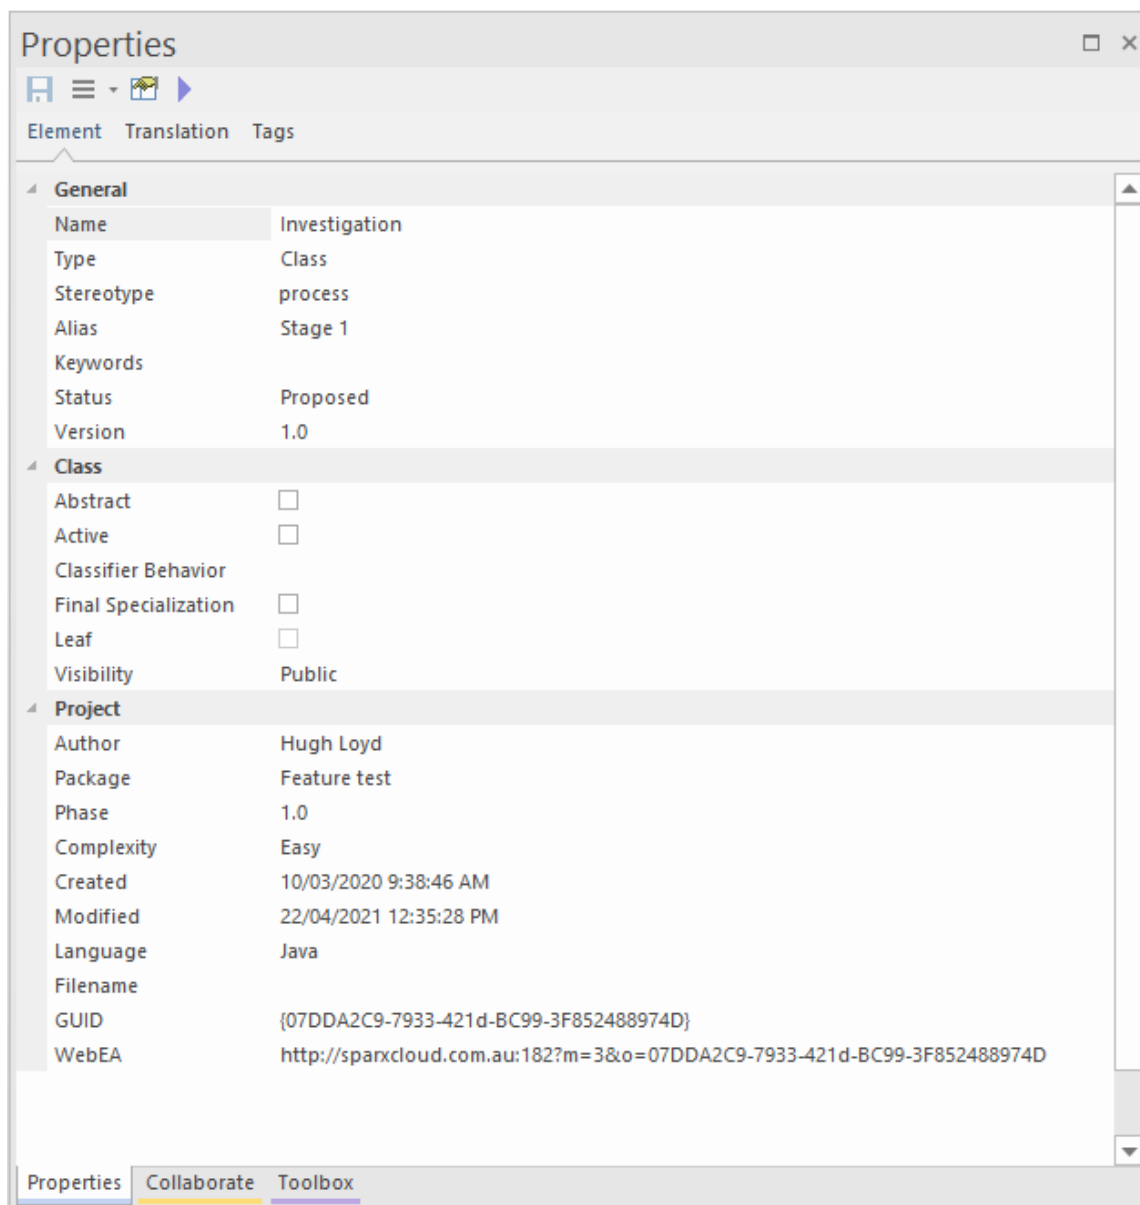 Properties
Element Translation Tags
General
Name Investigation
Type Class
Stereotype process
Alias Stage 1
Keywords
Status Proposed
Version 1.0
Class
Abstract
Active
Classifier Behavior
Final Specialization
Leaf
Visibility Public
Project
Author Hugh Loyd
Package Feature test
Phase 1.0
Complexity Easy
Created 10/03/2020 9:38:46 AM
Modified 22/04/2021 12:35:28 PM
Language Java
Filename
GUID {07DDA2C9-7933-421d-BC99-3F852488974D}
WebEA http://sparxcloud.com.au:182?m=3&o=07DDA2C9-7933-421d-BC99-3F852488974D
Properties Collaborate Toolbox